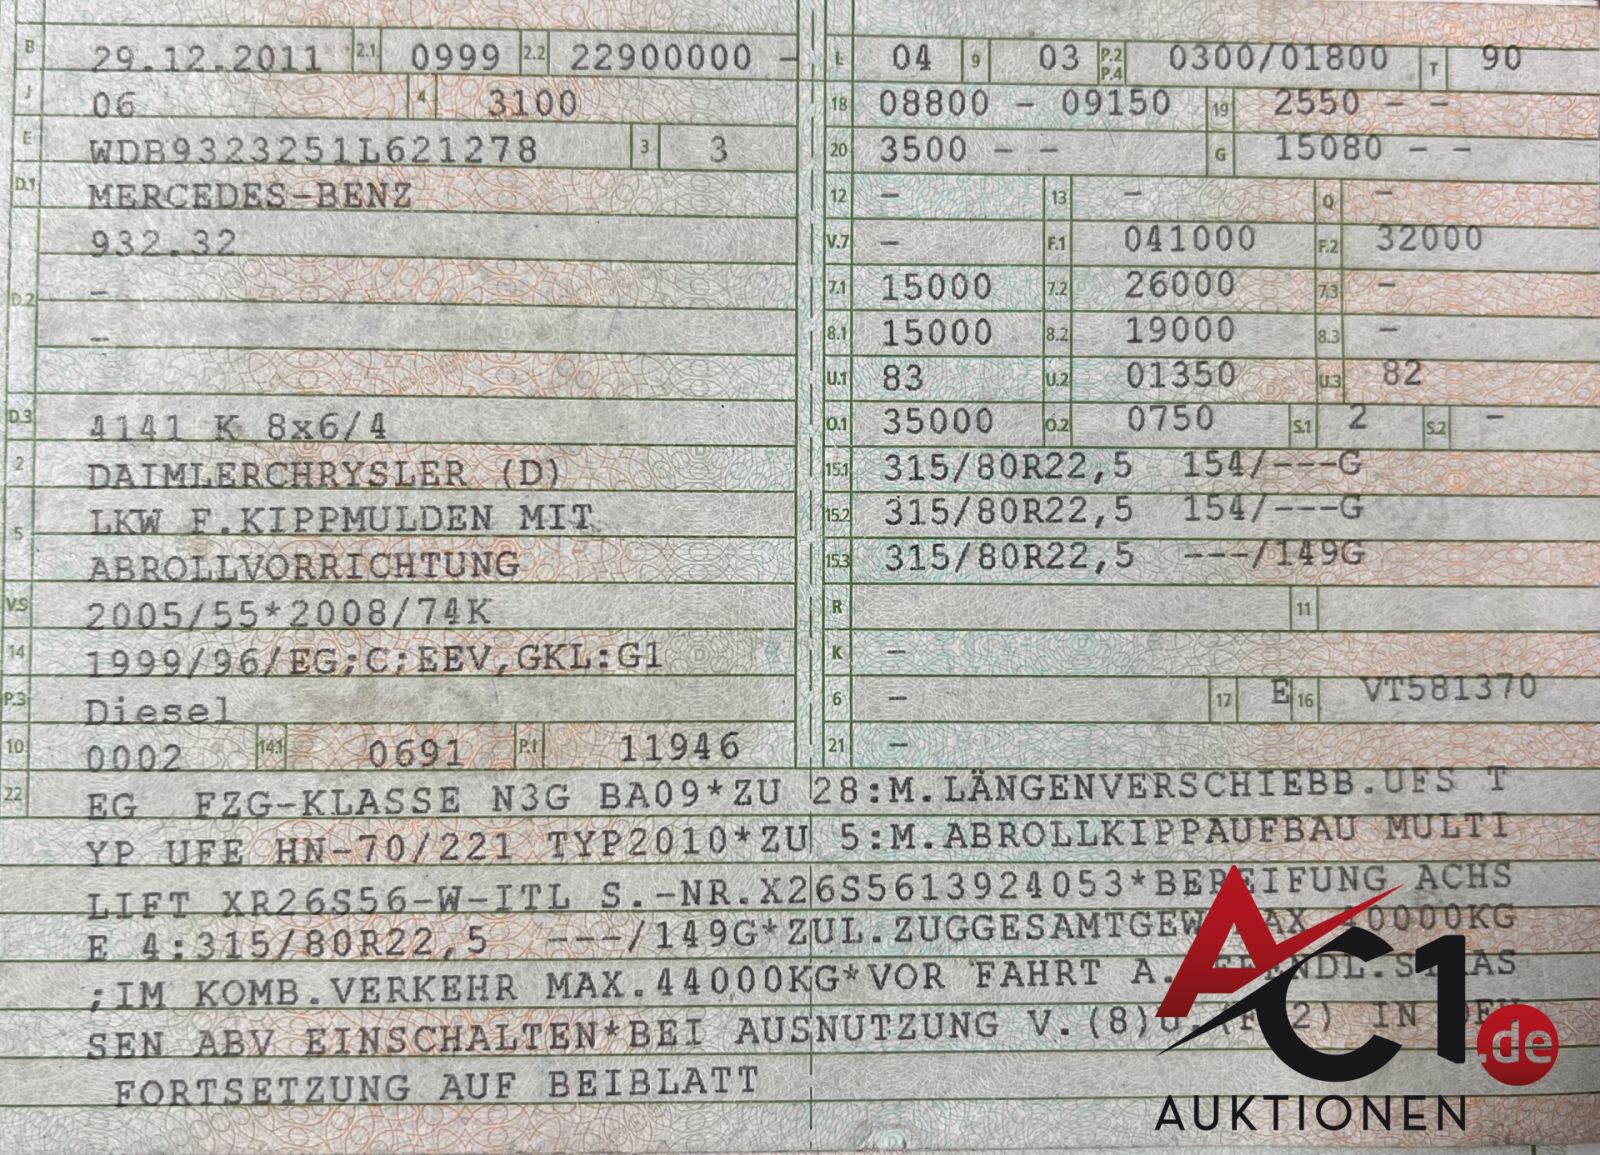 B 29.12.2011 2.1 0999 2.2 22900000 –
J 06 4 3100
E WDB9323251L621278 3 3
D.1 MERCEDES-BENZ
932.32
D.2 –
–
D.3 4141 K 8x6/4
2 DAIMLERCHRYSLER (D)
5 LKW F.KIPPMULDEN MIT
ABROLLVORRICHTUNG
V.9 2005/55*2008/74K
14 1999/96/EG;C;EEV,GKL:G1
P.3 Diesel
10 0002 14.1 0691 P.1 11946
L 04 9 03 P.2 P.4 0300/01800 T 90
18 08800 – 09150 19 2550 – –
20 3500 – – G 15080 – –
12 – 13 – Q –
V.7 – F.1 041000 F.2 32000
7.1 15000 7.2 26000 7.3 –
8.1 15000 8.2 19000 8.3 –
U.1 83 U.2 01350 U.3 82
O.1 35000 O.2 0750 S.1 2 S.2 –
15.1 315/80R22,5 154/---G
15.2 315/80R22,5 154/---G
15.3 315/80R22,5 ---/149G
R 11
K –
6 – 17 E 16 VT581370
21 –
22 EG FZG-KLASSE N3G BA09*ZU 28:M.LÄNGENVERSCHIEBB.UFS T
YP UFE HN-70/221 TYP2010*ZU 5:M.ABROLLKIPPAUFBAU MULTI
LIFT XR26S56-W-ITL S.-NR.X26S5613924053*BEREIFUNG ACHS
E 4:315/80R22,5 ---/149G*ZUL.ZUGGESAMTGEW. 40000KG
;IM KOMB.VERKEHR MAX.44000KG*VOR FAHRT A.
SEN ABV EINSCHALTEN*BEI AUSNUTZUNG V.(8)U. IN
FORTSETZUNG AUF BEIBLATT
AC1.de
AUKTIONEN